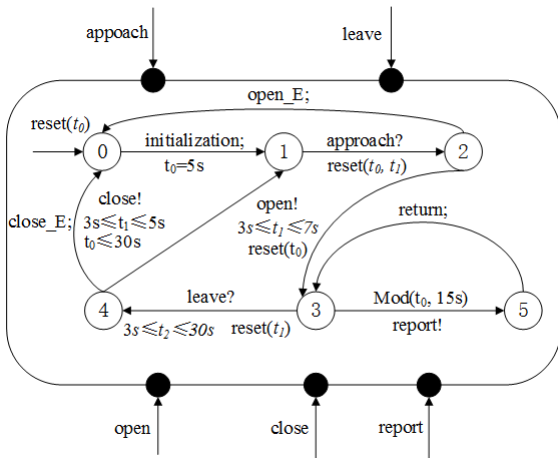 appoach
leave
open_E;
reset(t₀)
initialization;
approach?
0
1
2
t₀=5s
reset(t₀, t₁)
close!
open!
return;
3s≤t₁≤5s
3s≤t₁≤7s
close_E;
t₀≤30s
reset(t₀)
leave?
Mod(t₀, 15s)
4
3
5
3s≤t₂≤30s
reset(t₁)
report!
open
close
report